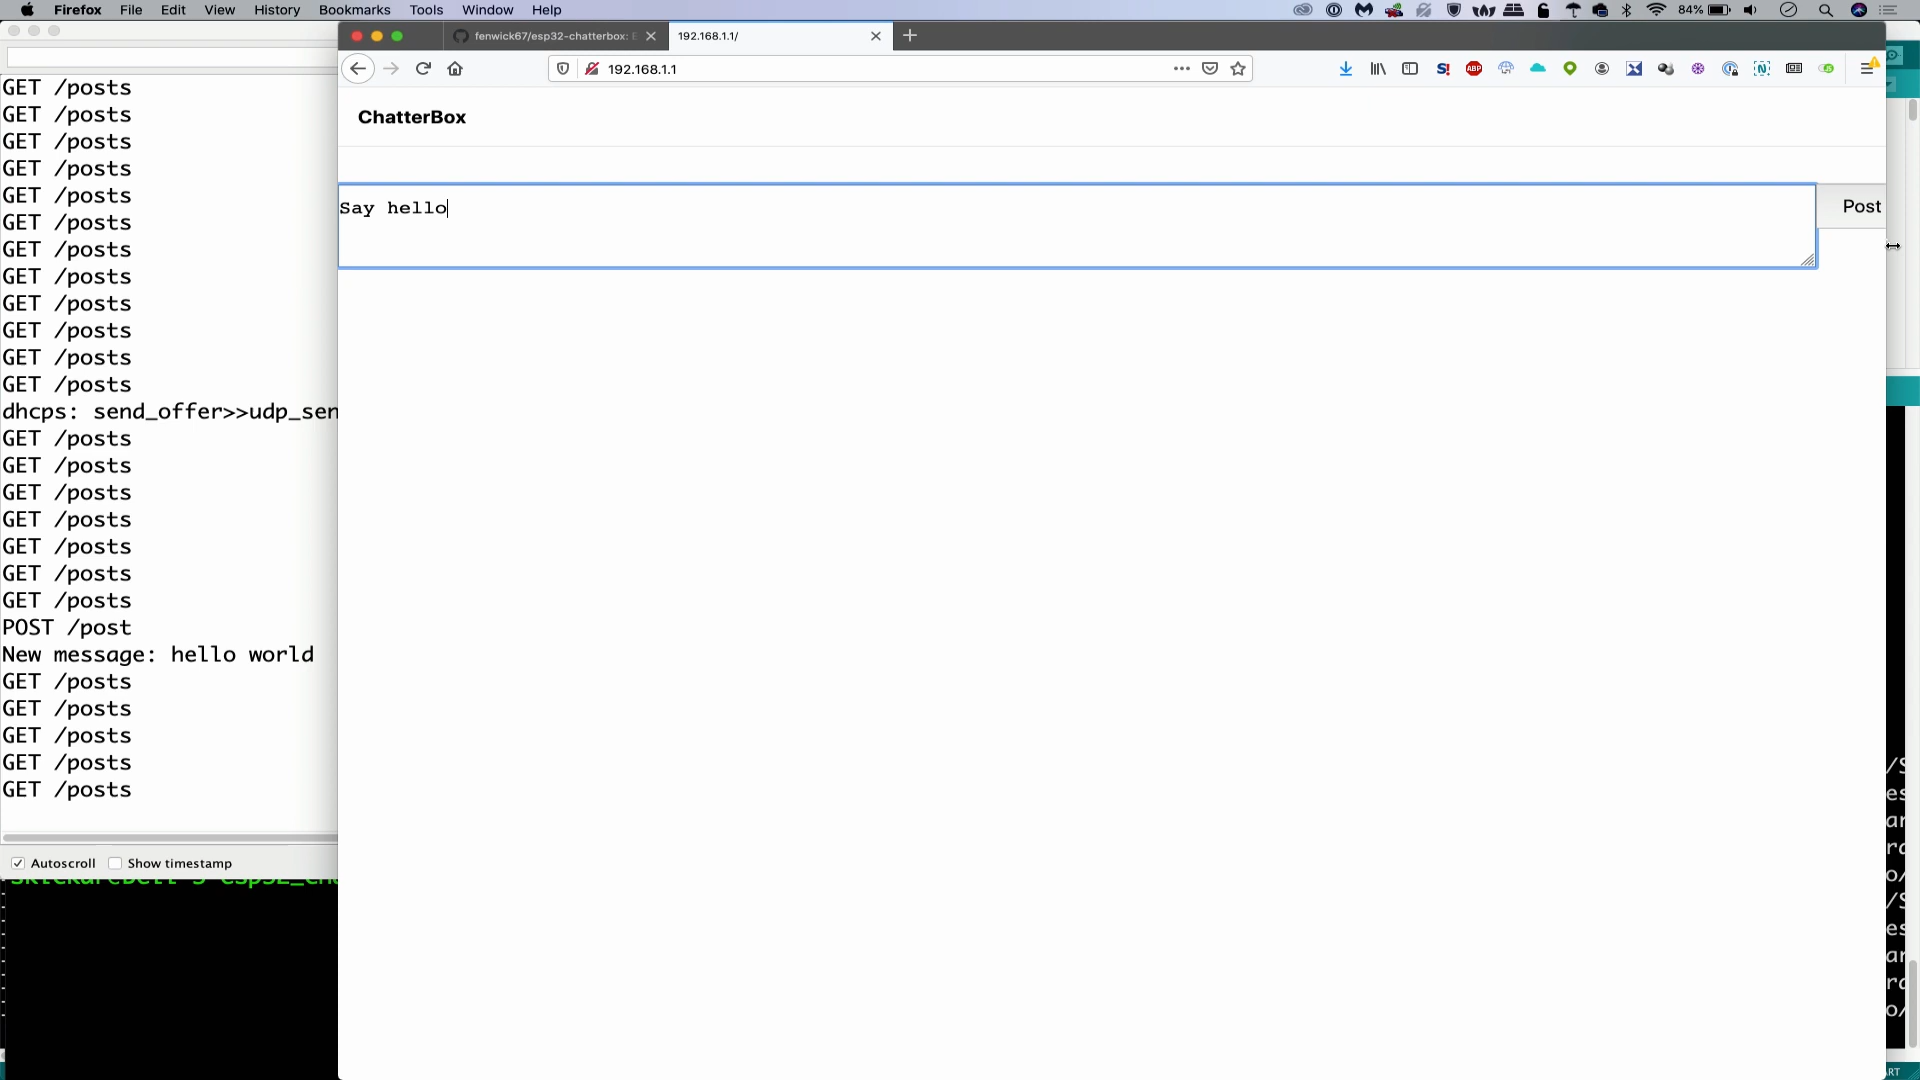 Firefox File Edit View History Bookmarks Tools Window Help 84%
fenwick67/esp32-chatterbox: E
192.168.1.1/
192.168.1.1
ChatterBox
Say hello
Post
GET /posts
GET /posts
GET /posts
GET /posts
GET /posts
GET /posts
GET /posts
GET /posts
GET /posts
GET /posts
GET /posts
GET /posts
dhcps: send_offer>>udp_sen
GET /posts
GET /posts
GET /posts
GET /posts
GET /posts
GET /posts
GET /posts
POST /post
New message: hello world
GET /posts
GET /posts
GET /posts
GET /posts
GET /posts
Autoscroll Show timestamp